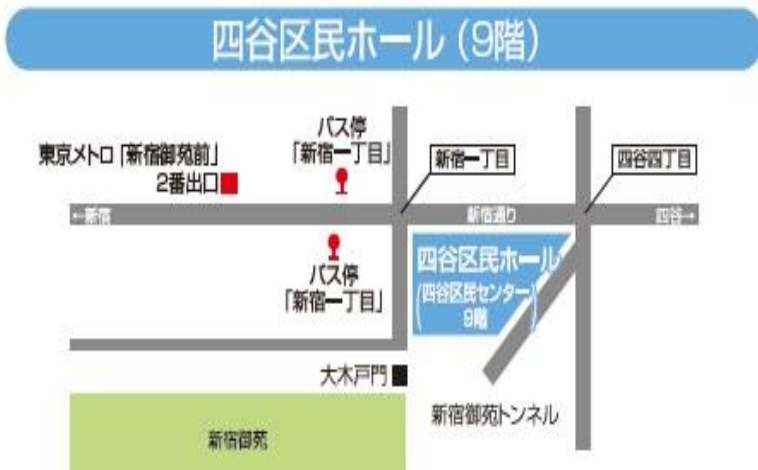 四谷区民ホール（9階）
バス停
「新宿一丁目」
東京メトロ「新宿御苑前」
2番出口
新宿一丁目
四谷四丁目
←新宿
新宿通り
四谷→
四谷区民ホール
(四谷区民センター)
9階
バス停
「新宿一丁目」
大木戸門
新宿御苑トンネル
新宿御苑